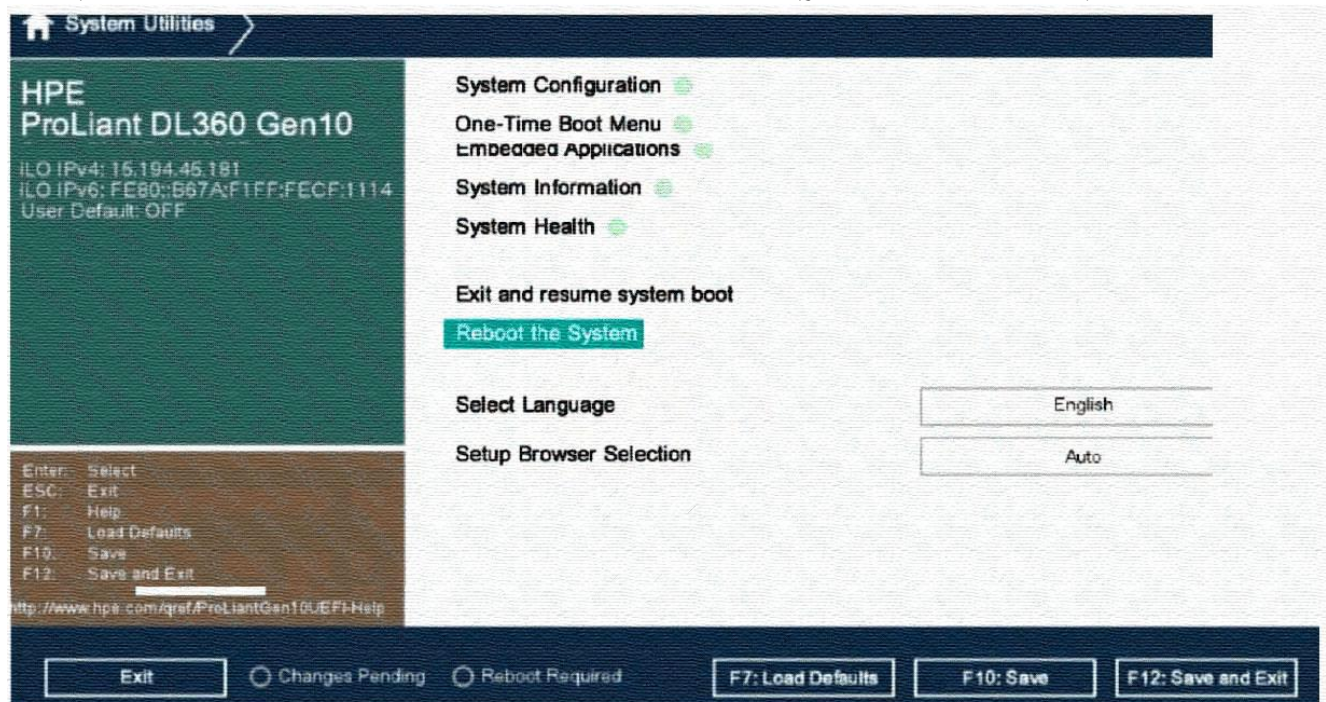 System Utilities
HPE
ProLiant DL360 Gen10
iLO IPv4: 15.194.45.181
iLO IPv6: FE80::B67A:F1FF:FECF:1114
User Default: OFF
Enter: Select
ESC: Exit
F1: Help
F7: Load Defaults
F10: Save
F12: Save and Exit
http://www.hpe.com/qref/ProLiantGen10UEFI-Help
System Configuration
One-Time Boot Menu
Embedded Applications
System Information
System Health
Exit and resume system boot
Reboot the System
Select Language English
Setup Browser Selection Auto
Exit Changes Pending Reboot Required F7: Load Defaults F10: Save F12: Save and Exit